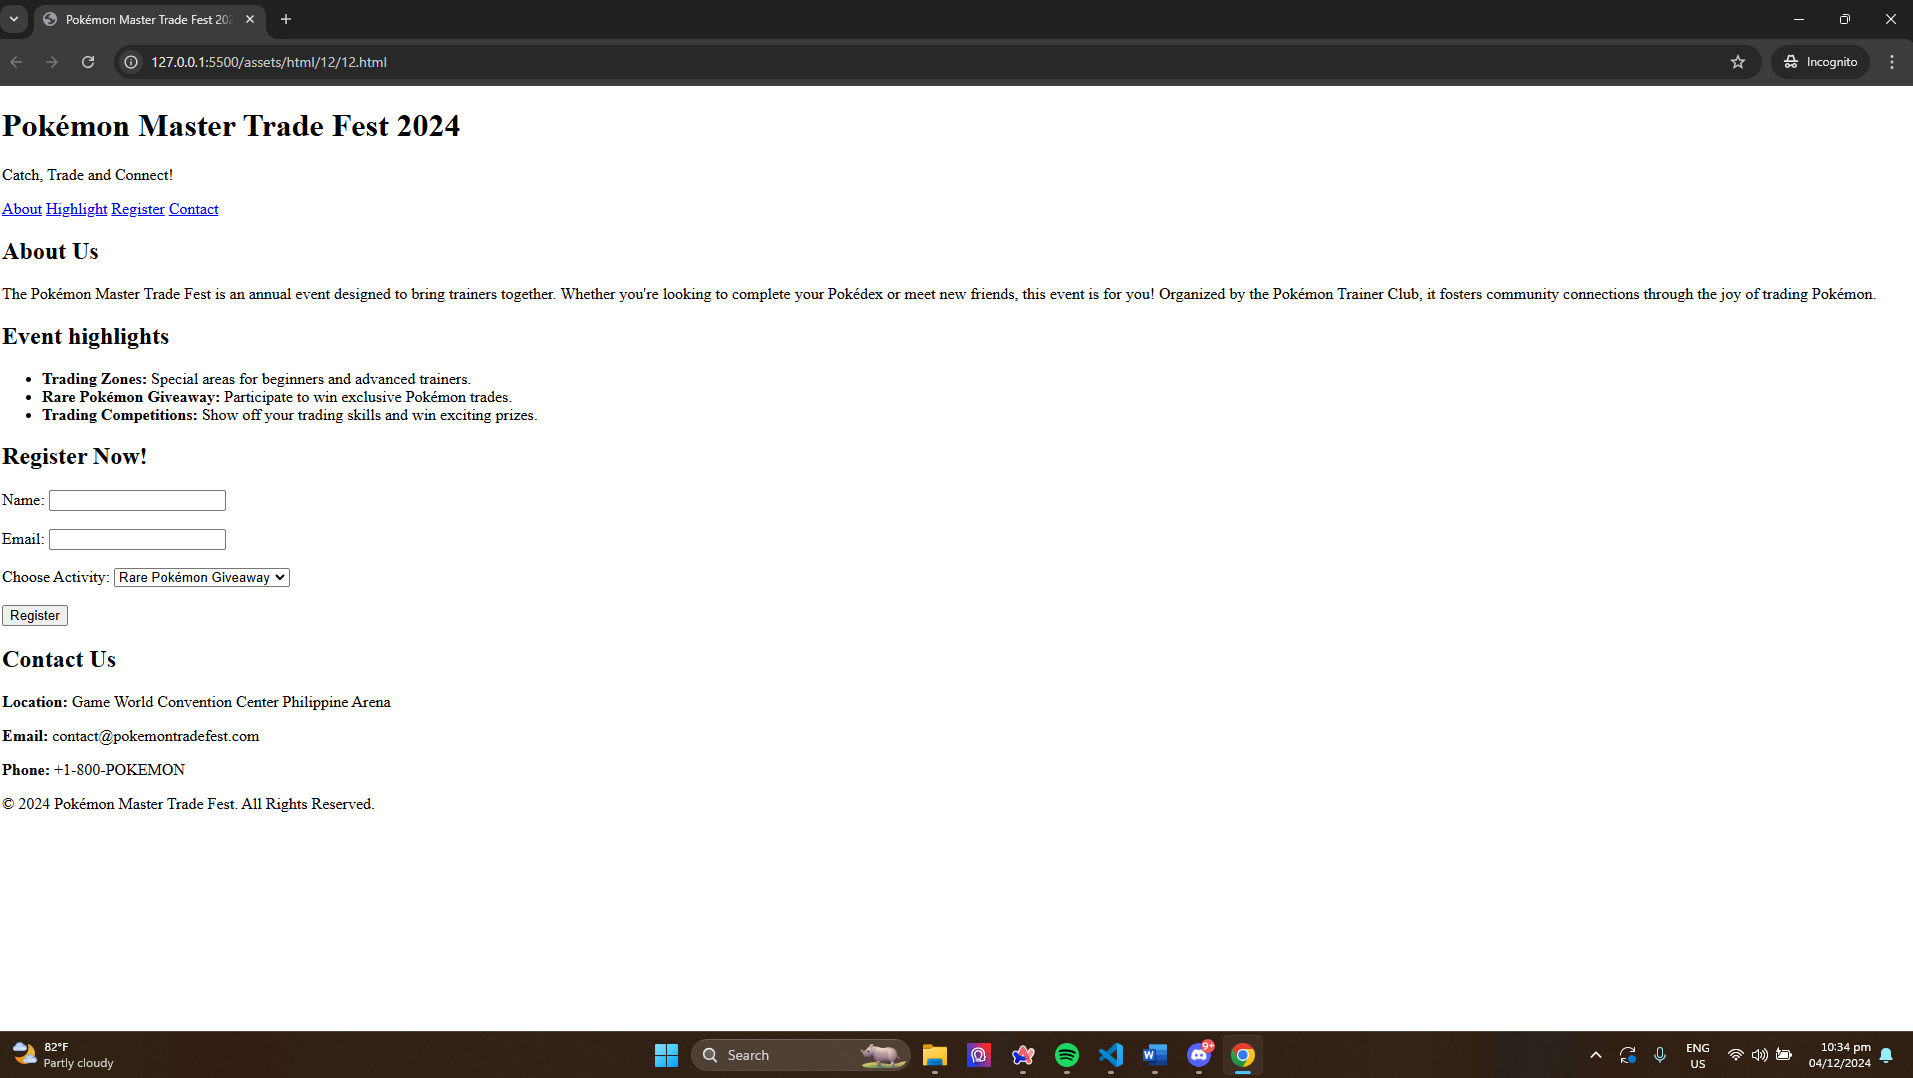 Pokémon Master Trade Fest 202
127.0.0.1:5500/assets/html/12/12.html
Incognito
Pokémon Master Trade Fest 2024
Catch, Trade and Connect!
About Highlight Register Contact
About Us
The Pokémon Master Trade Fest is an annual event designed to bring trainers together. Whether you're looking to complete your Pokédex or meet new friends, this event is for you! Organized by the Pokémon Trainer Club, it fosters community connections through the joy of trading Pokémon.
Event highlights
• Trading Zones: Special areas for beginners and advanced trainers.
• Rare Pokémon Giveaway: Participate to win exclusive Pokémon trades.
• Trading Competitions: Show off your trading skills and win exciting prizes.
Register Now!
Name:
Email:
Choose Activity: Rare Pokémon Giveaway
Register
Contact Us
Location: Game World Convention Center Philippine Arena
Email: contact@pokemontradefest.com
Phone: +1-800-POKEMON
© 2024 Pokémon Master Trade Fest. All Rights Reserved.
82°F
Partly cloudy
Search
W
9+
ENG
US
10:34 pm
04/12/2024